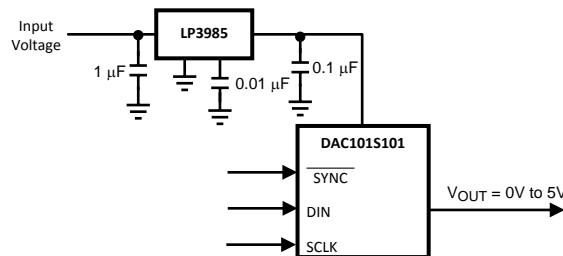 Input
Voltage
LP3985
1 μF
0.01 μF
0.1 μF
DAC101S101
SYNC
DIN
SCLK
VOUT = 0V to 5V